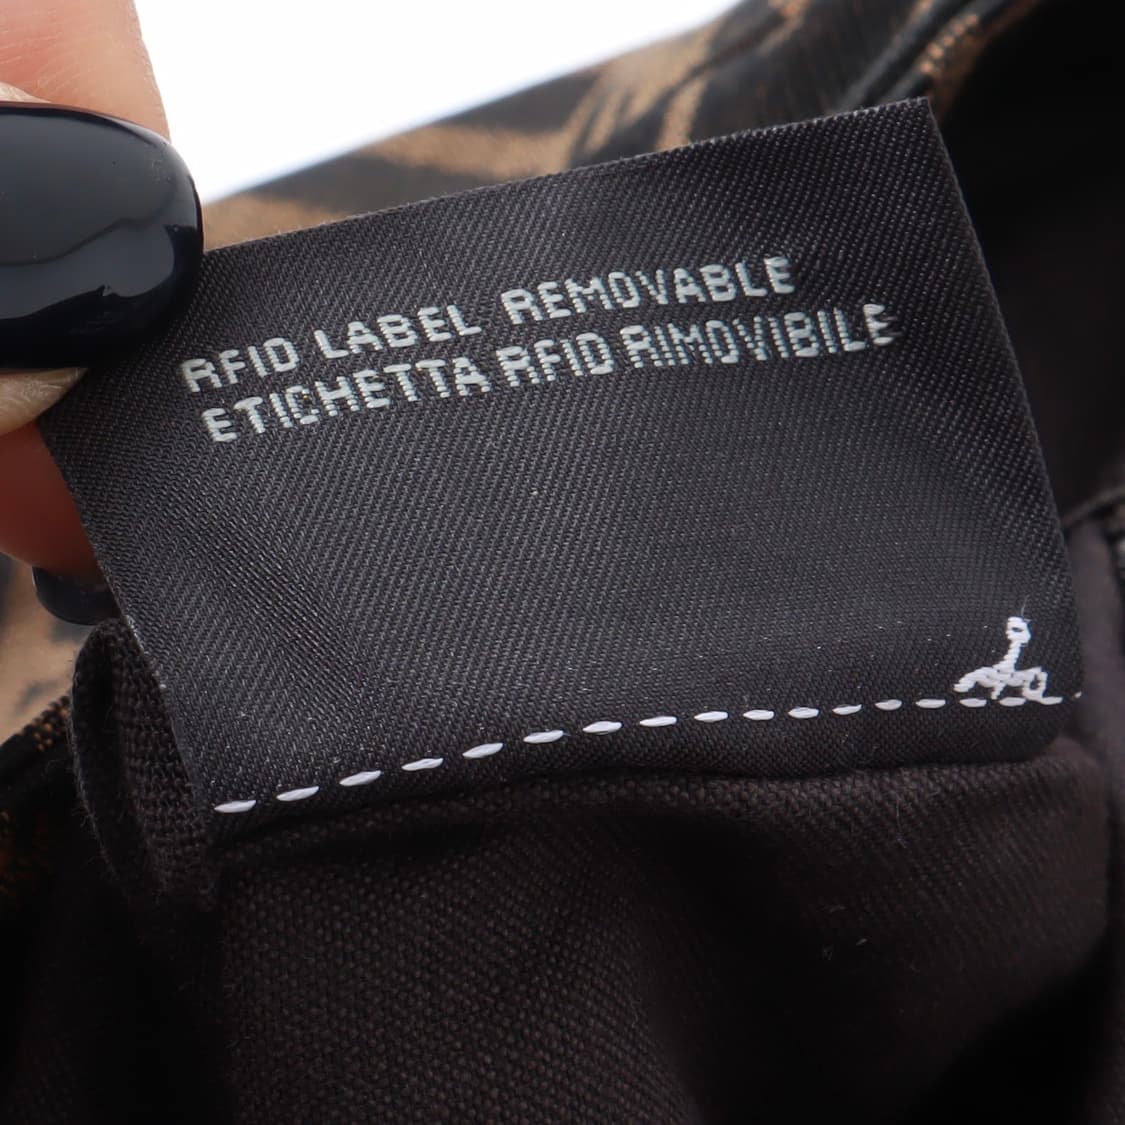 RFID LABEL REMOVABLE
ETICHETTA RFID RIMOVIBILE